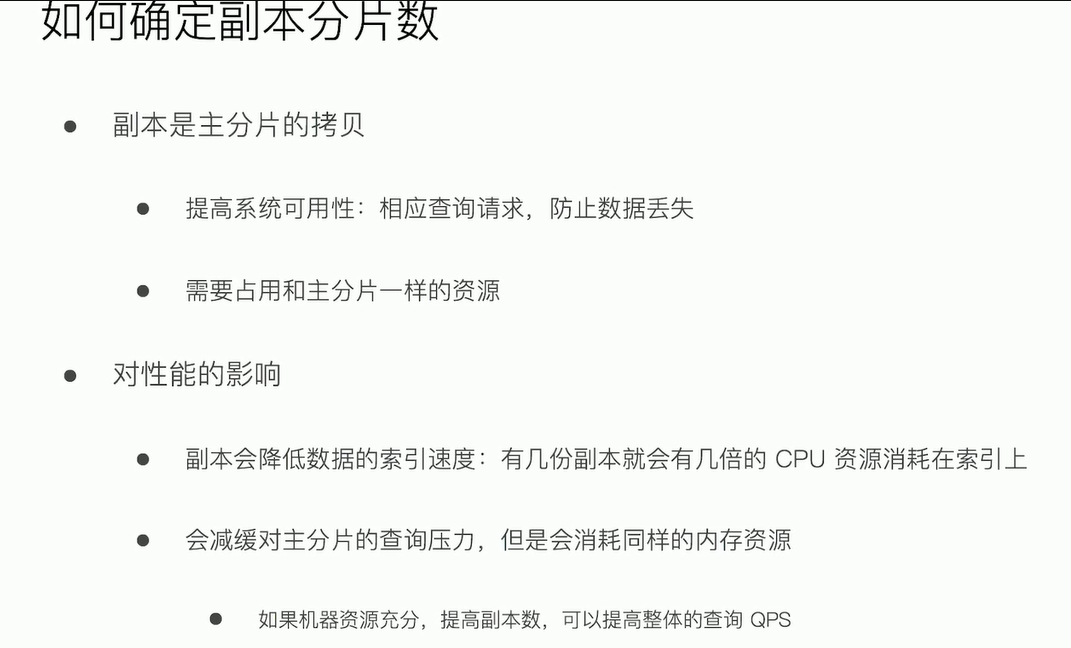 如何确定副本分片数
● 副本是主分片的拷贝
● 提高系统可用性：相应查询请求，防止数据丢失
● 需要占用和主分片一样的资源
● 对性能的影响
● 副本会降低数据的索引速度：有几份副本就会有几倍的 CPU 资源消耗在索引上
● 会减缓对主分片的查询压力，但是会消耗同样的内存资源
● 如果机器资源充分，提高副本数，可以提高整体的查询 QPS